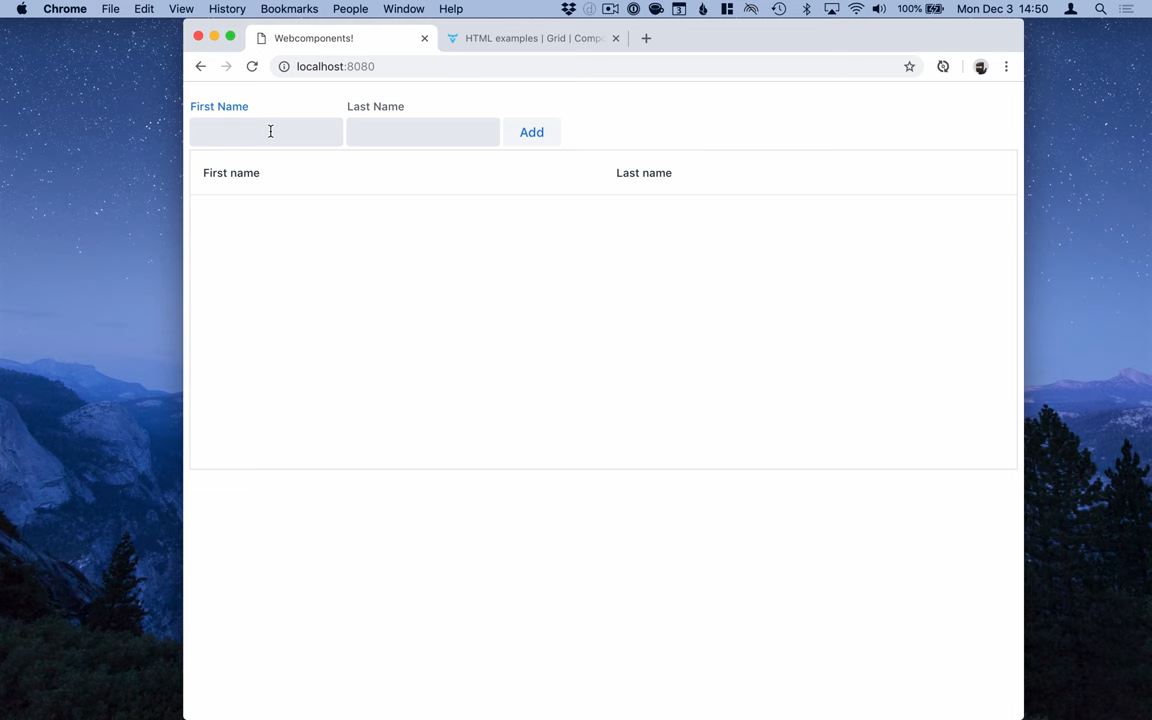 Chrome File Edit View History Bookmarks People Window Help 3 100% Mon Dec 3 14:50
Webcomponents! HTML examples | Grid | Comp
localhost:8080
First Name Last Name
Add
First name Last name